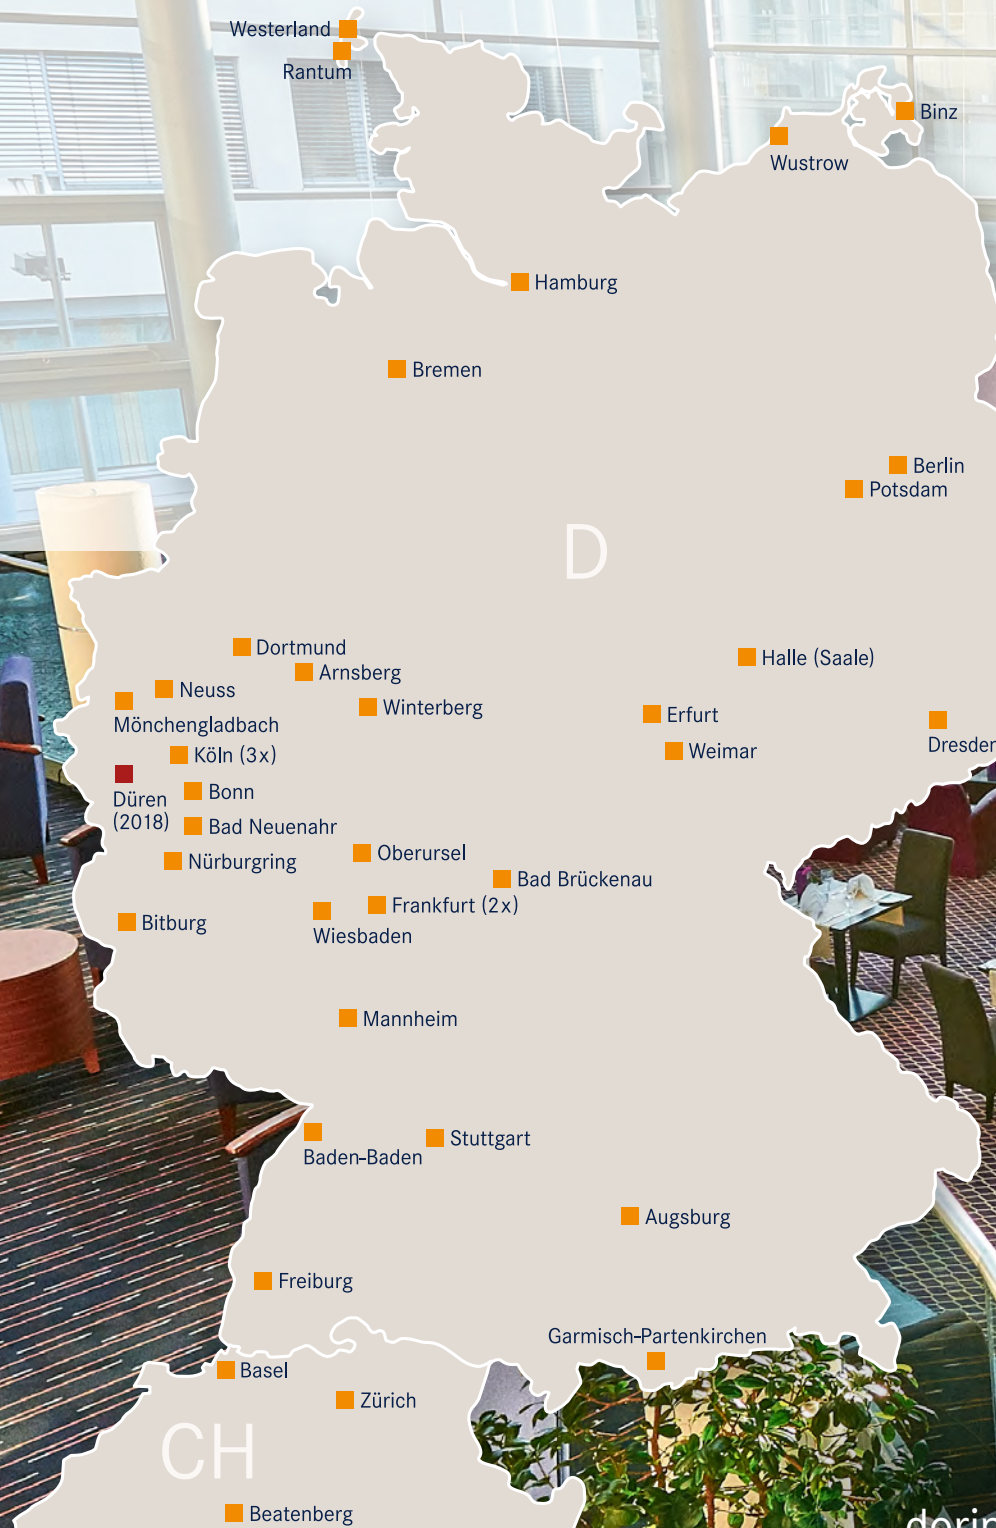 Westerland
Rantum
Binz
Wustrow
Hamburg
Bremen
Berlin
Potsdam
D
Dortmund
Arnsberg
Halle (Saale)
Neuss
Winterberg
Mönchengladbach
Erfurt
Köln (3x)
Weimar
Dresden
Düren
(2018)
Bonn
Bad Neuenahr
Oberursel
Nürburgring
Bad Brückenau
Frankfurt (2x)
Bitburg
Wiesbaden
Mannheim
Stuttgart
Baden-Baden
Augsburg
Freiburg
Garmisch-Partenkirchen
Basel
Zürich
CH
Beatenberg